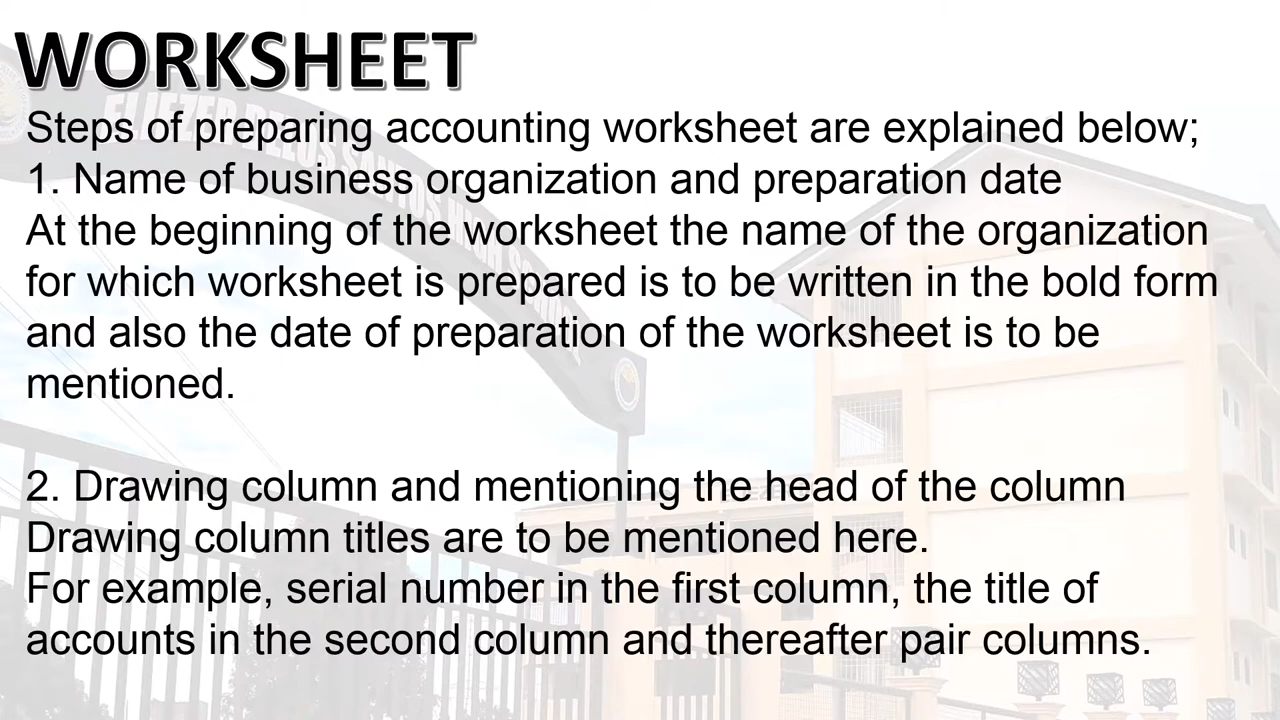 WORKSHEET
Steps of preparing accounting worksheet are explained below;
1. Name of business organization and preparation date
At the beginning of the worksheet the name of the organization
for which worksheet is prepared is to be written in the bold form
and also the date of preparation of the worksheet is to be
mentioned.
2. Drawing column and mentioning the head of the column
Drawing column titles are to be mentioned here.
For example, serial number in the first column, the title of
accounts in the second column and thereafter pair columns.